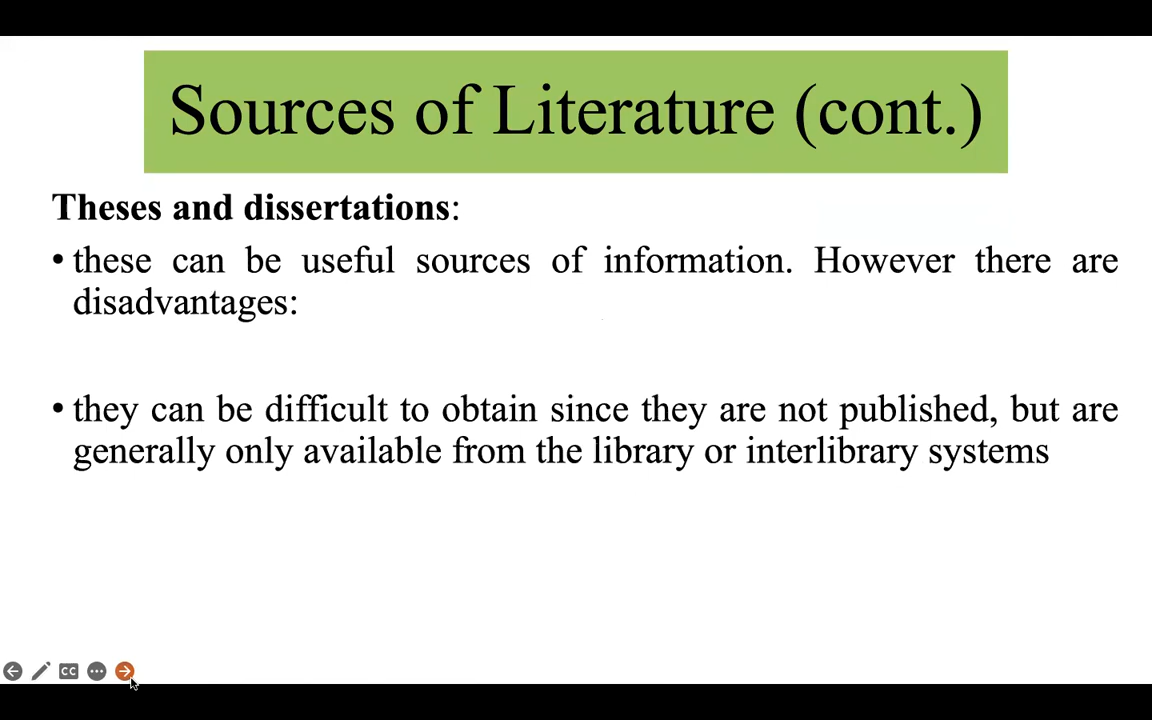 Sources of Literature (cont.)
Theses and dissertations:
• these can be useful sources of information. However there are
disadvantages:
• they can be difficult to obtain since they are not published, but are
generally only available from the library or interlibrary systems
CC